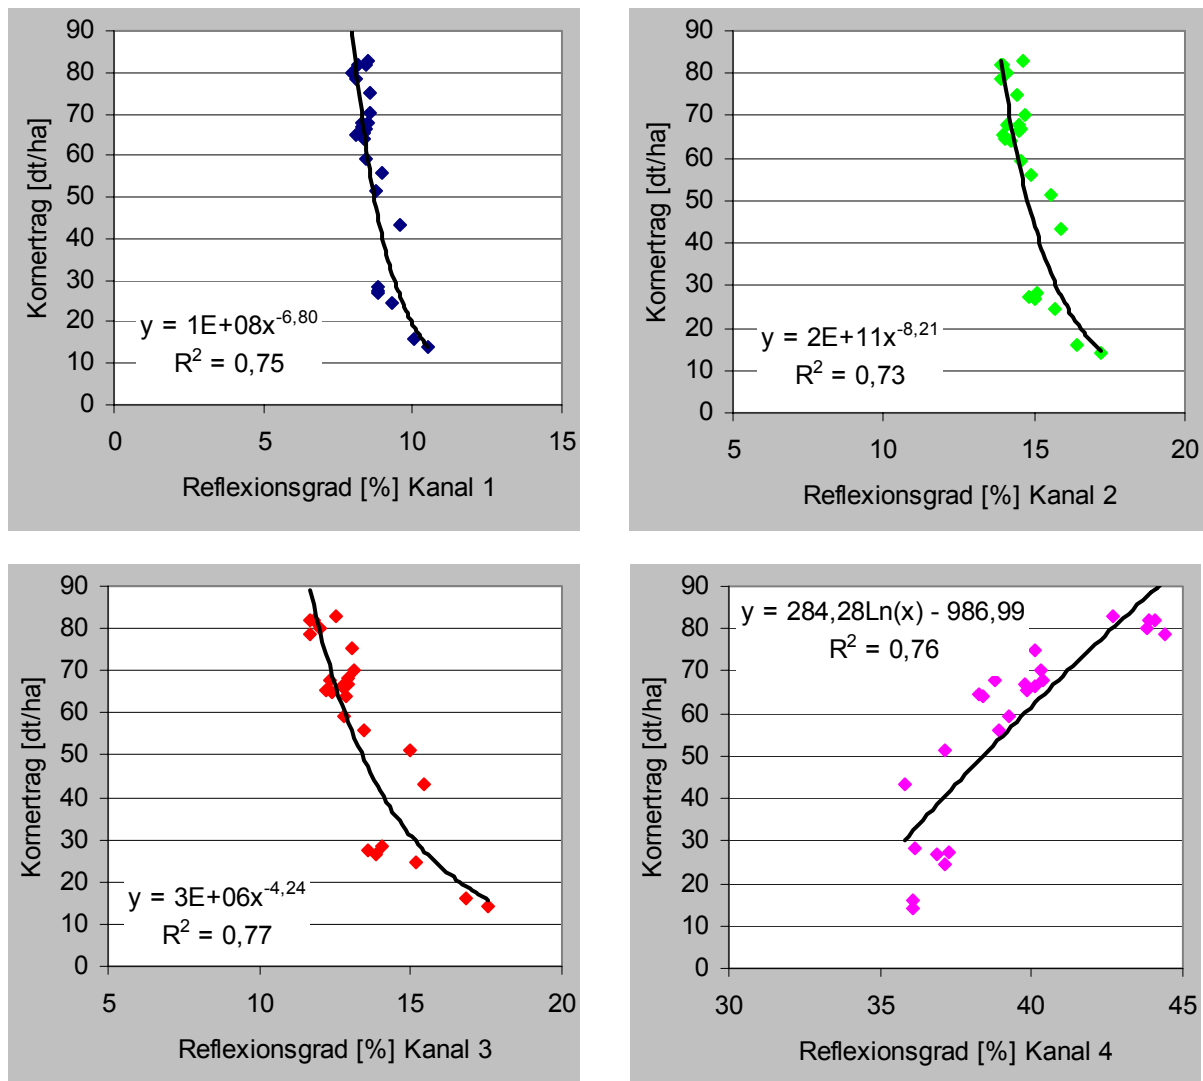 90
80
70
60
50
40
30
20
10
0
Kornertrag [dt/ha]
y = 1E+08x^-6,80
R² = 0,75
0 5 10 15
Reflexionsgrad [%] Kanal 1
90
80
70
60
50
40
30
20
10
0
Kornertrag [dt/ha]
y = 2E+11x^-8,21
R² = 0,73
5 10 15 20
Reflexionsgrad [%] Kanal 2
90
80
70
60
50
40
30
20
10
0
Kornertrag [dt/ha]
y = 3E+06x^-4,24
R² = 0,77
5 10 15 20
Reflexionsgrad [%] Kanal 3
90
80
70
60
50
40
30
20
10
0
Kornertrag [dt/ha]
y = 284,28Ln(x) - 986,99
R² = 0,76
30 35 40 45
Reflexionsgrad [%] Kanal 4